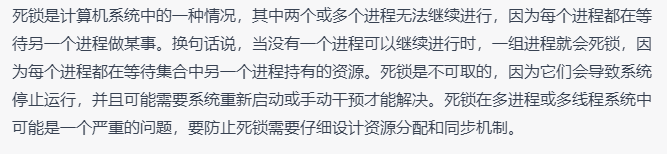 死锁是计算机系统中的一种情况，其中两个或多个进程无法继续进行，因为每个进程都在等
待另一个进程做某事。换句话说，当没有一个进程可以继续进行时，一组进程就会死锁，因
为每个进程都在等待集合中另一个进程持有的资源。死锁是不可取的，因为它们会导致系统
停止运行，并且可能需要系统重新启动或手动干预才能解决。死锁在多进程或多线程系统中
可能是一个严重的问题，要防止死锁需要仔细设计资源分配和同步机制。